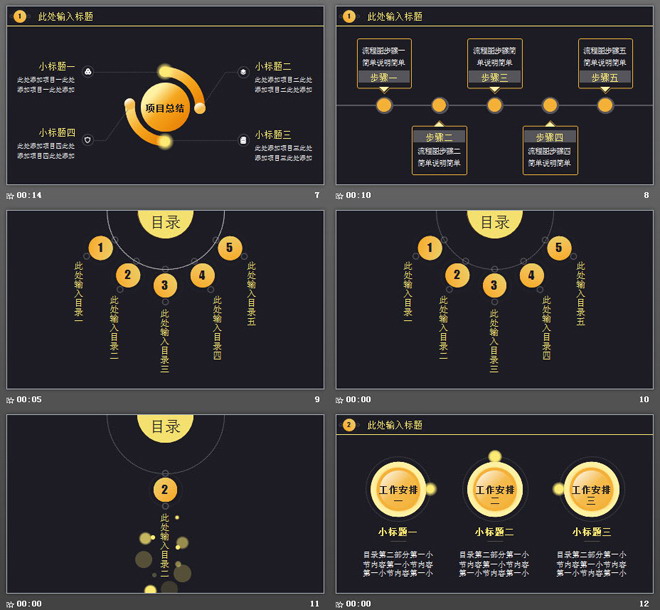 1
此处输入标题
小标题一
此处添加项目一此处
添加项目一此处添加
小标题二
此处添加项目二此处
添加项目二此处添加
项目总结
小标题四
此处添加项目四此处
添加项目四此处添加
小标题三
此处添加项目三此处
添加项目三此处添加
00:14
7
1
此处输入标题
流程图步骤一
简单说明简单
步骤一
流程图步骤简
单说明简单
步骤三
流程图步骤五
简单说明简单
步骤五
步骤二
流程图步骤二
简单说明简单
步骤四
流程图步骤四
简单说明简单
00:10
8
目录
1
2
3
4
5
此处输入目录一
此处输入目录二
此处输入目录三
此处输入目录四
此处输入目录五
00:05
9
目录
1
2
3
4
5
此处输入目录一
此处输入目录二
此处输入目录三
此处输入目录四
此处输入目录五
00:00
10
目录
2
此处输入目录二
00:00
11
2
此处输入标题
工作安排
一
工作安排
二
工作安排
三
小标题一
小标题二
小标题三
目录第二部分第一小
节内容第二部分第一小
第一小节内容第一小
目录第二部分第一小
节内容第二部分第一小
第一小节内容第一小
目录第二部分第一小
节内容第二部分第一小
第一小节内容第一小
00:00
12